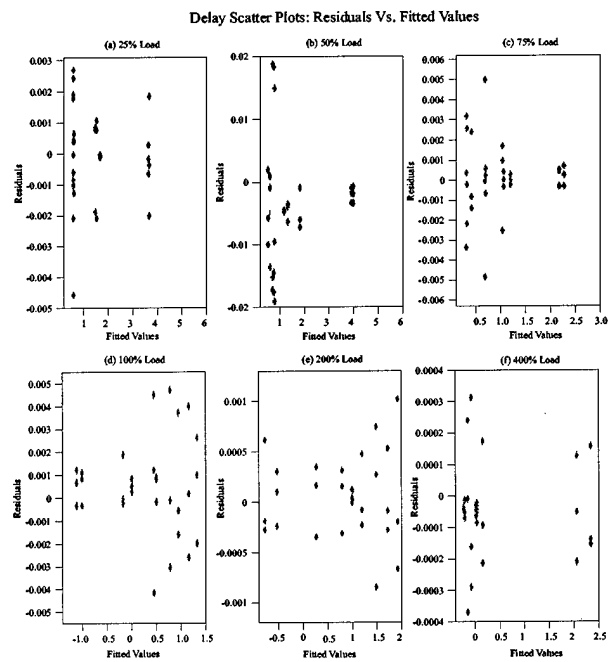 Delay Scatter Plots: Residuals Vs. Fitted Values
(a) 25% Load
(b) 50% Load
(c) 75% Load
0.003
0.002
0.001
0
-0.001
-0.002
-0.003
-0.004
-0.005
Residuals
1 2 3 4 5 6
Fitted Values
0.02
0.01
0
-0.01
-0.02
Residuals
1 2 3 4 5 6
Fitted Values
0.006
0.005
0.004
0.003
0.002
0.001
0
-0.001
-0.002
-0.003
-0.004
-0.005
-0.006
Residuals
0.5 1.0 1.5 2.0 2.5 3.0
Fitted Values
(d) 100% Load
(e) 200% Load
(f) 400% Load
0.005
0.004
0.003
0.002
0.001
0
-0.001
-0.002
-0.003
-0.004
-0.005
Residuals
-1.0 -0.5 0 0.5 1.0 1.5
Fitted Values
0.001
0.0005
0
-0.0005
-0.001
Residuals
-0.5 0 0.5 1 1.5 2
Fitted Values
0.0004
0.0003
0.0002
0.0001
0
-0.0001
-0.0002
-0.0003
-0.0004
Residuals
0 0.5 1.0 1.5 2.0 2.5
Fitted Values